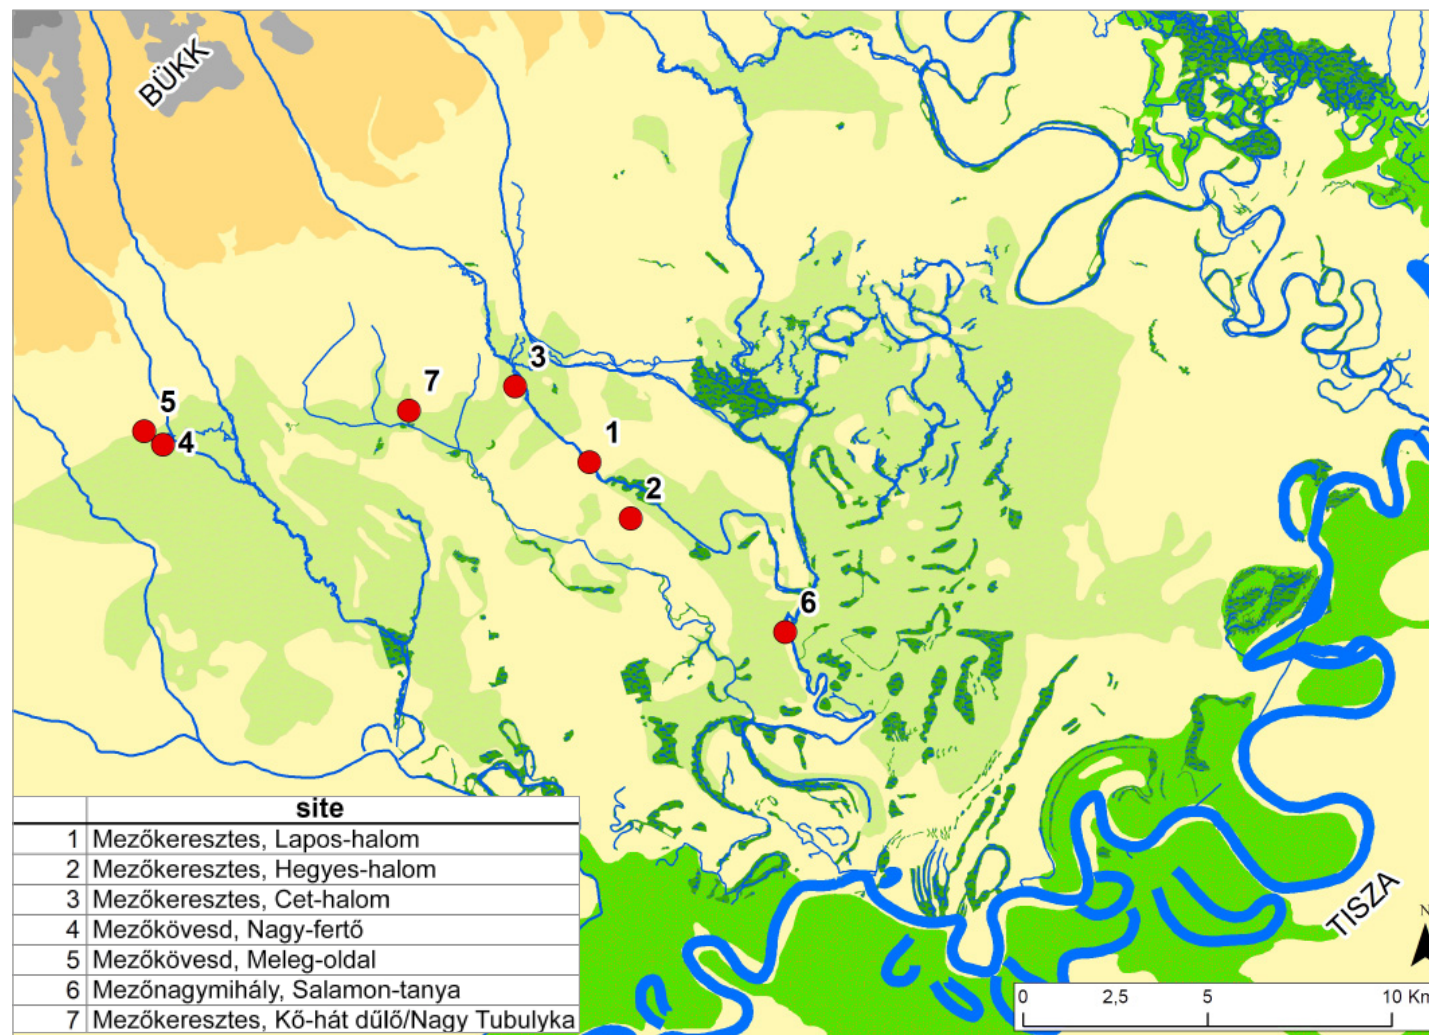 BÜKK
3
7
5
4
1
2
6
TISZA
N
site
1 Mezőkeresztes, Lapos-halom
2 Mezőkeresztes, Hegyes-halom
3 Mezőkeresztes, Cet-halom
4 Mezőkövesd, Nagy-fertő
5 Mezőkövesd, Meleg-oldal
6 Mezőnagymihály, Salamon-tanya
7 Mezőkeresztes, Kő-hát dűlő/Nagy Tubulyka
0 2,5 5 10 Km